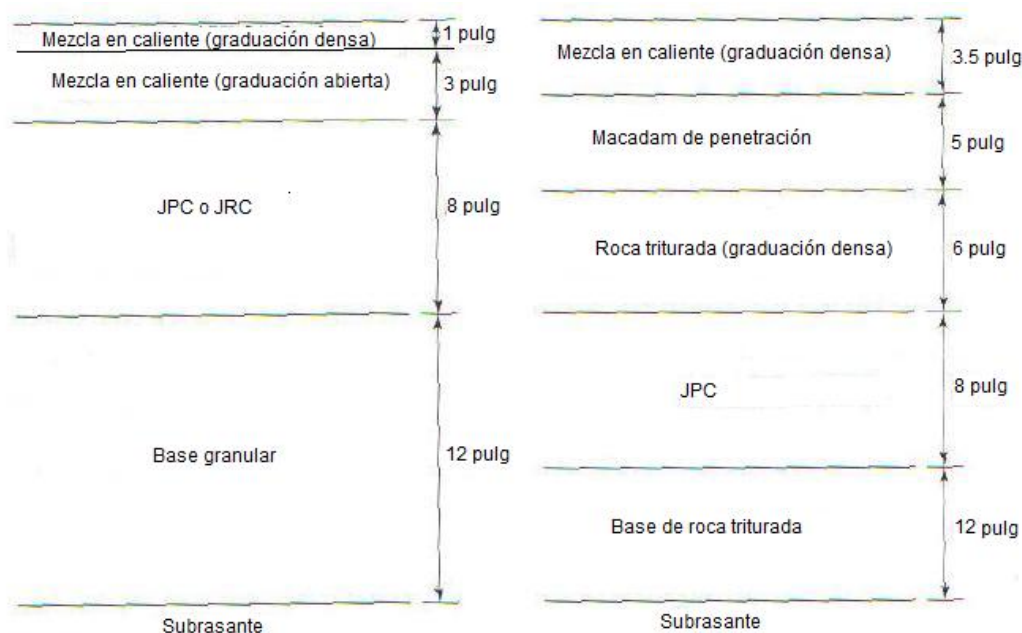 Mezcla en caliente (graduación densa)
1 pulg
Mezcla en caliente (graduación abierta)
3 pulg
JPC o JRC
8 pulg
Base granular
12 pulg
Subrasante
Mezcla en caliente (graduación densa)
3.5 pulg
Macadam de penetración
5 pulg
Roca triturada (graduación densa)
6 pulg
JPC
8 pulg
Base de roca triturada
12 pulg
Subrasante